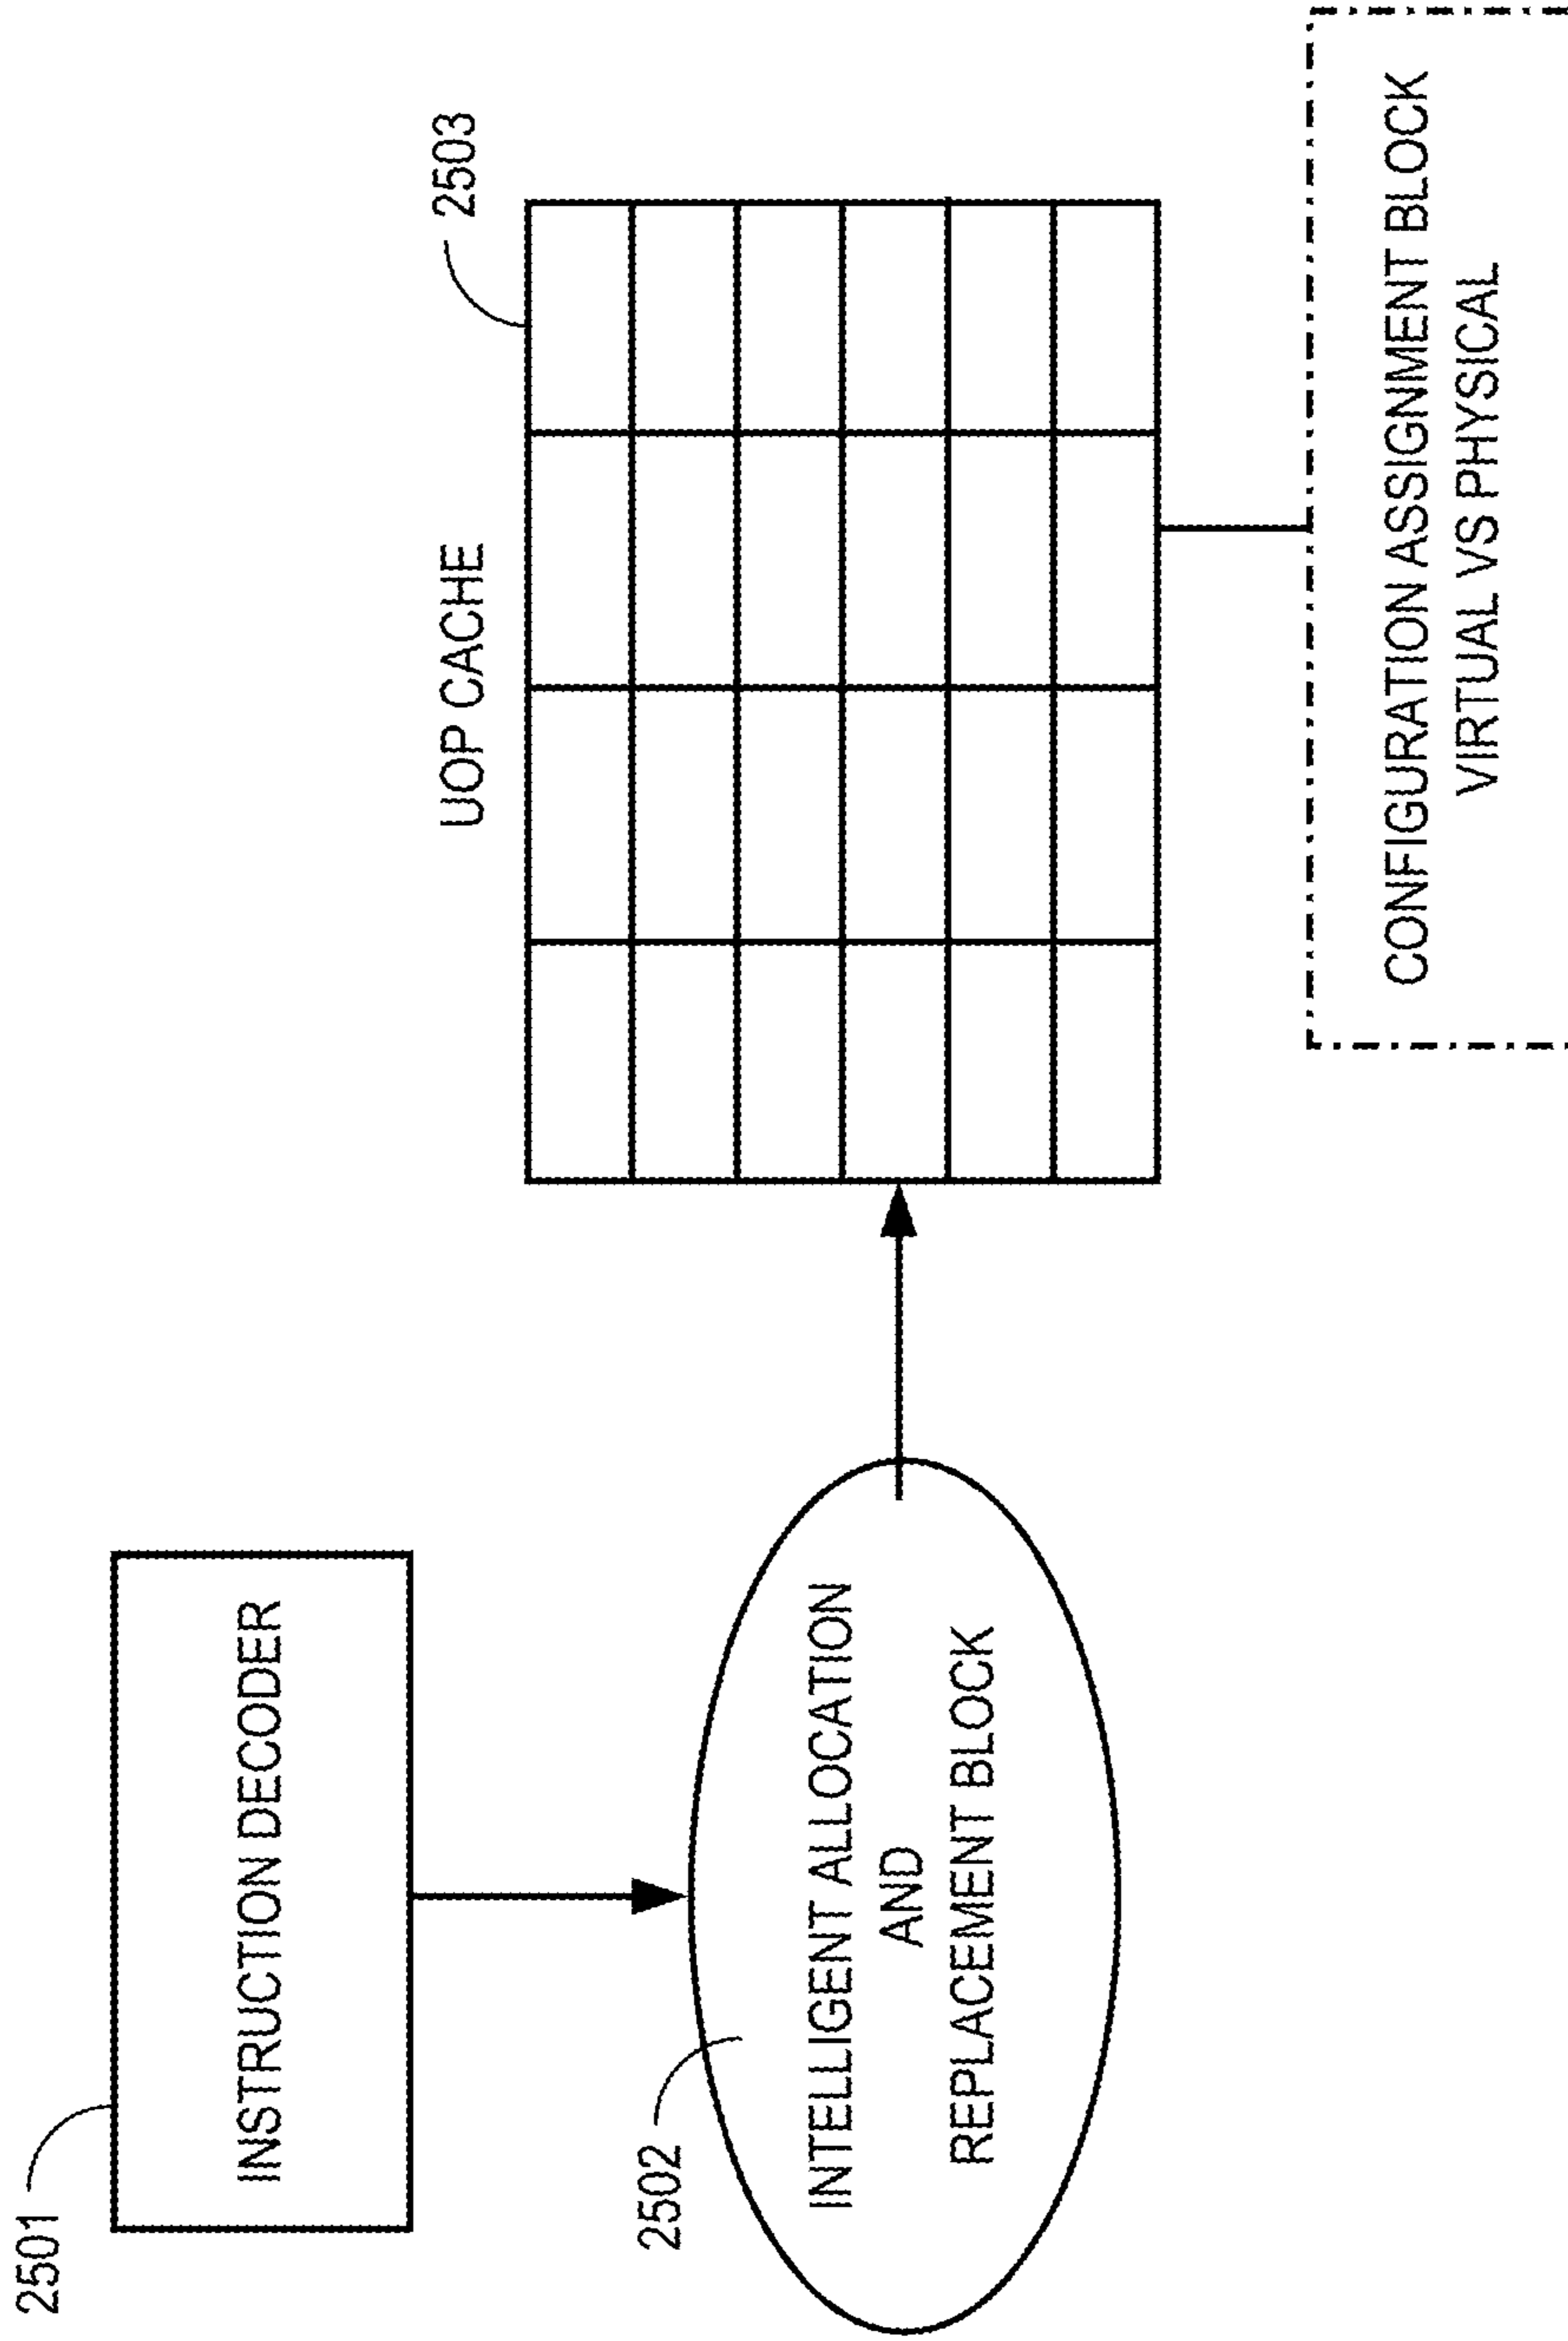 2501
INSTRUCTION DECODER
2502
INTELLIGENT ALLOCATION
AND
REPLACEMENT BLOCK
UOP CACHE
2503
CONFIGURATION ASSIGNMENT BLOCK
VIRTUAL VS PHYSICAL